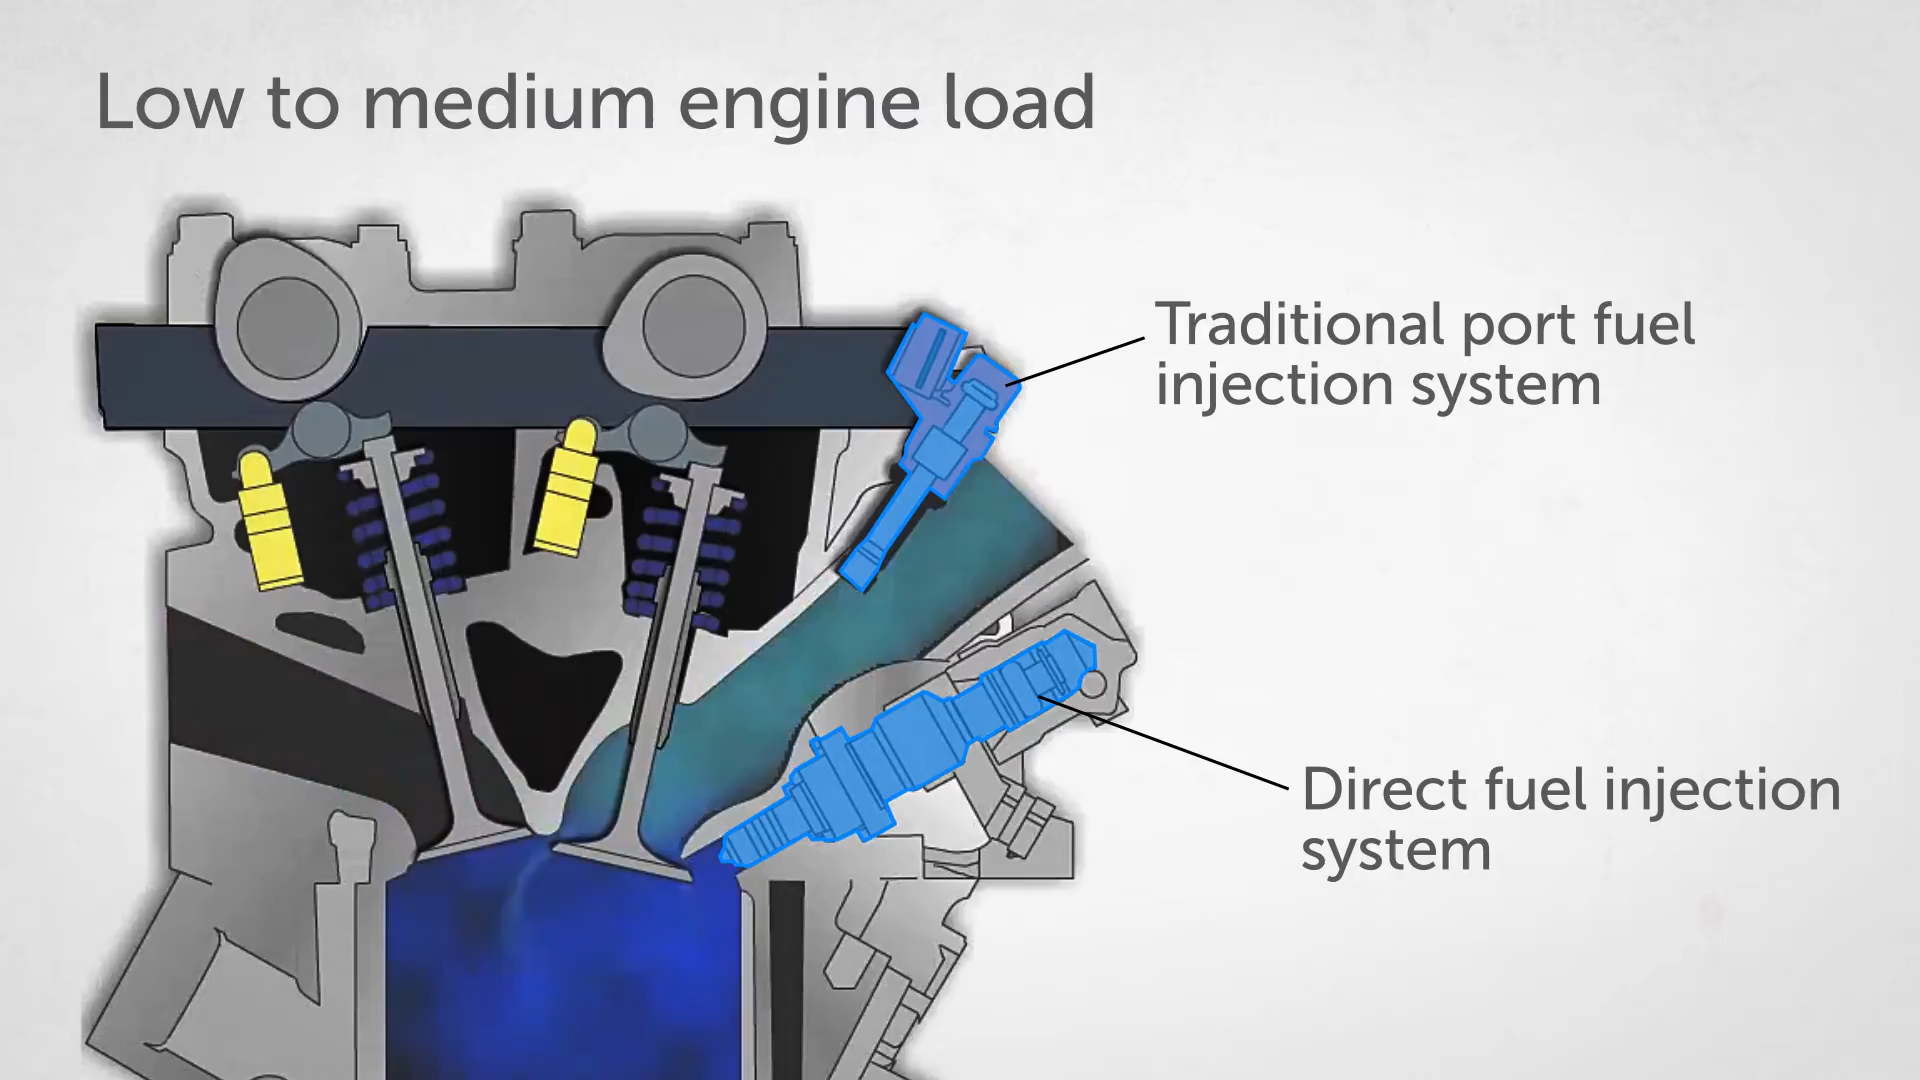 Low to medium engine load
Traditional port fuel
injection system
Direct fuel injection
system